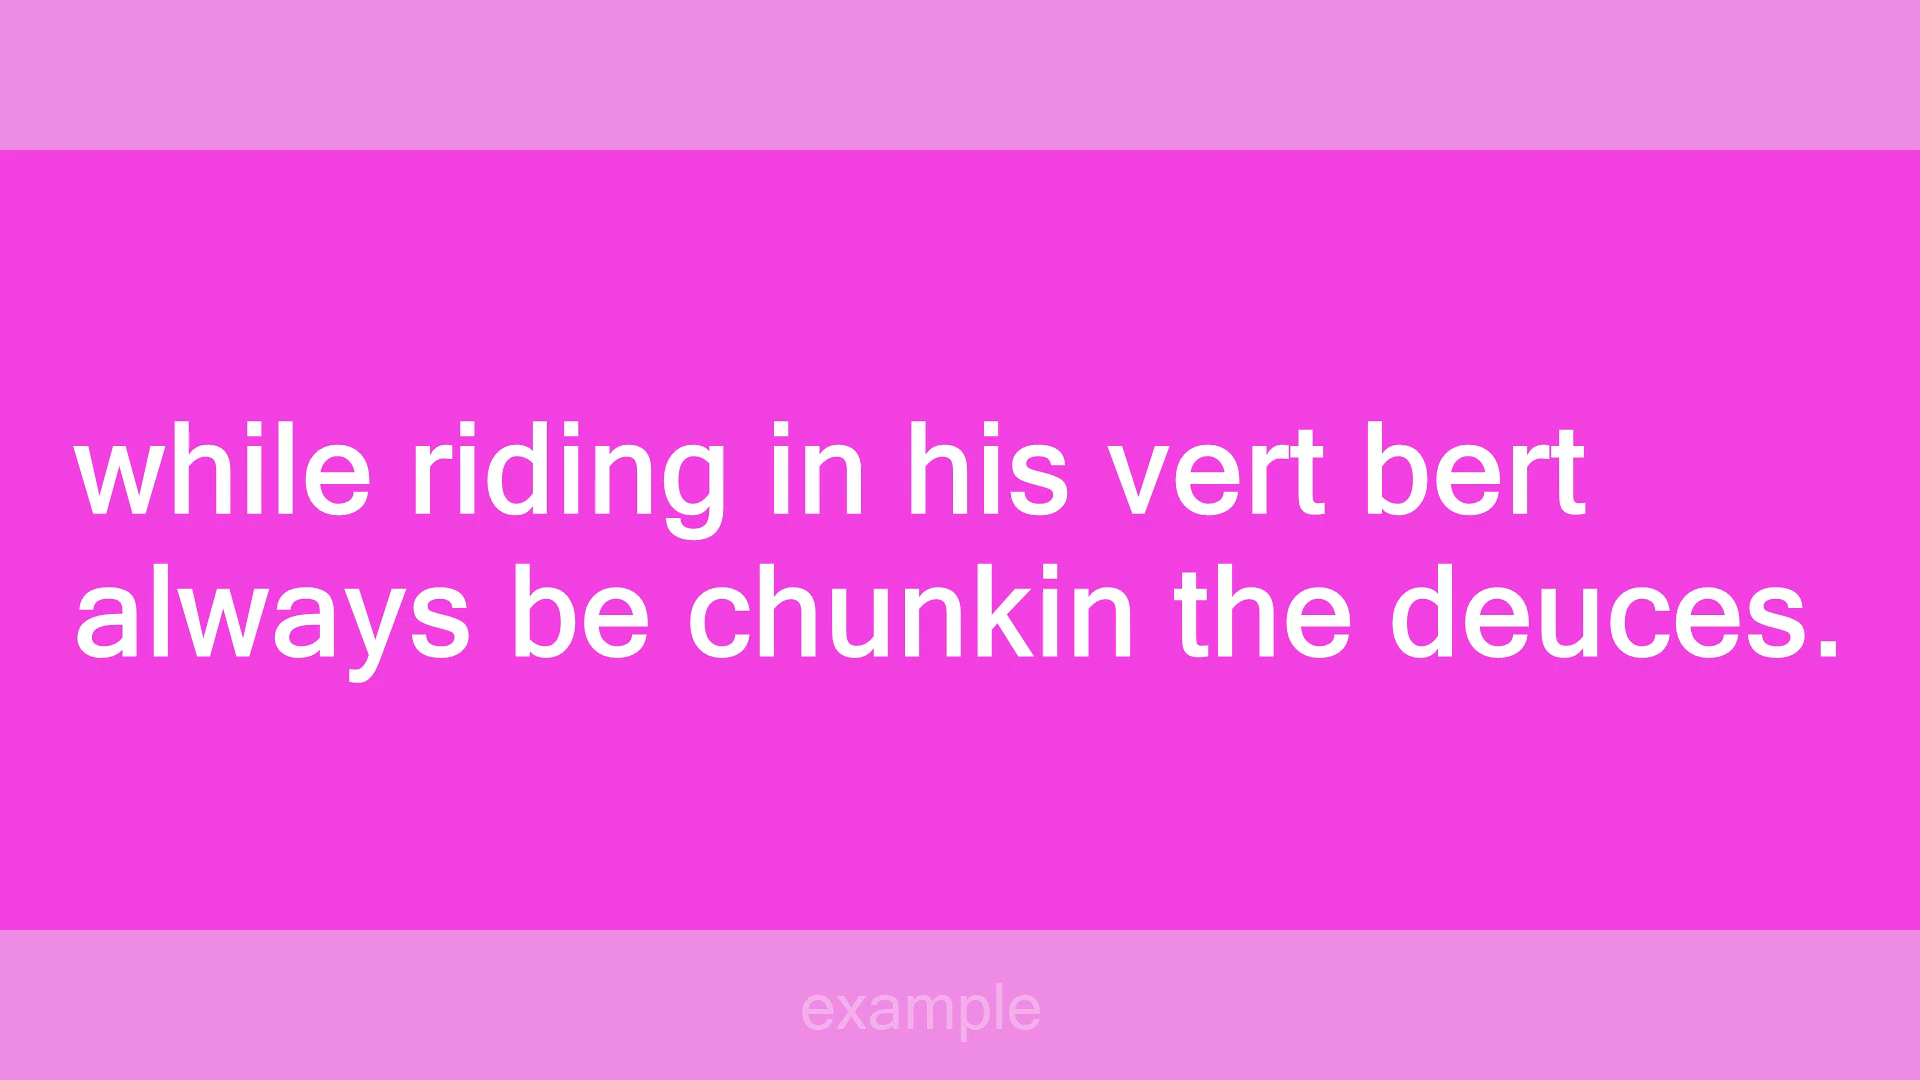 while riding in his vert bert
always be chunkin the deuces.
example